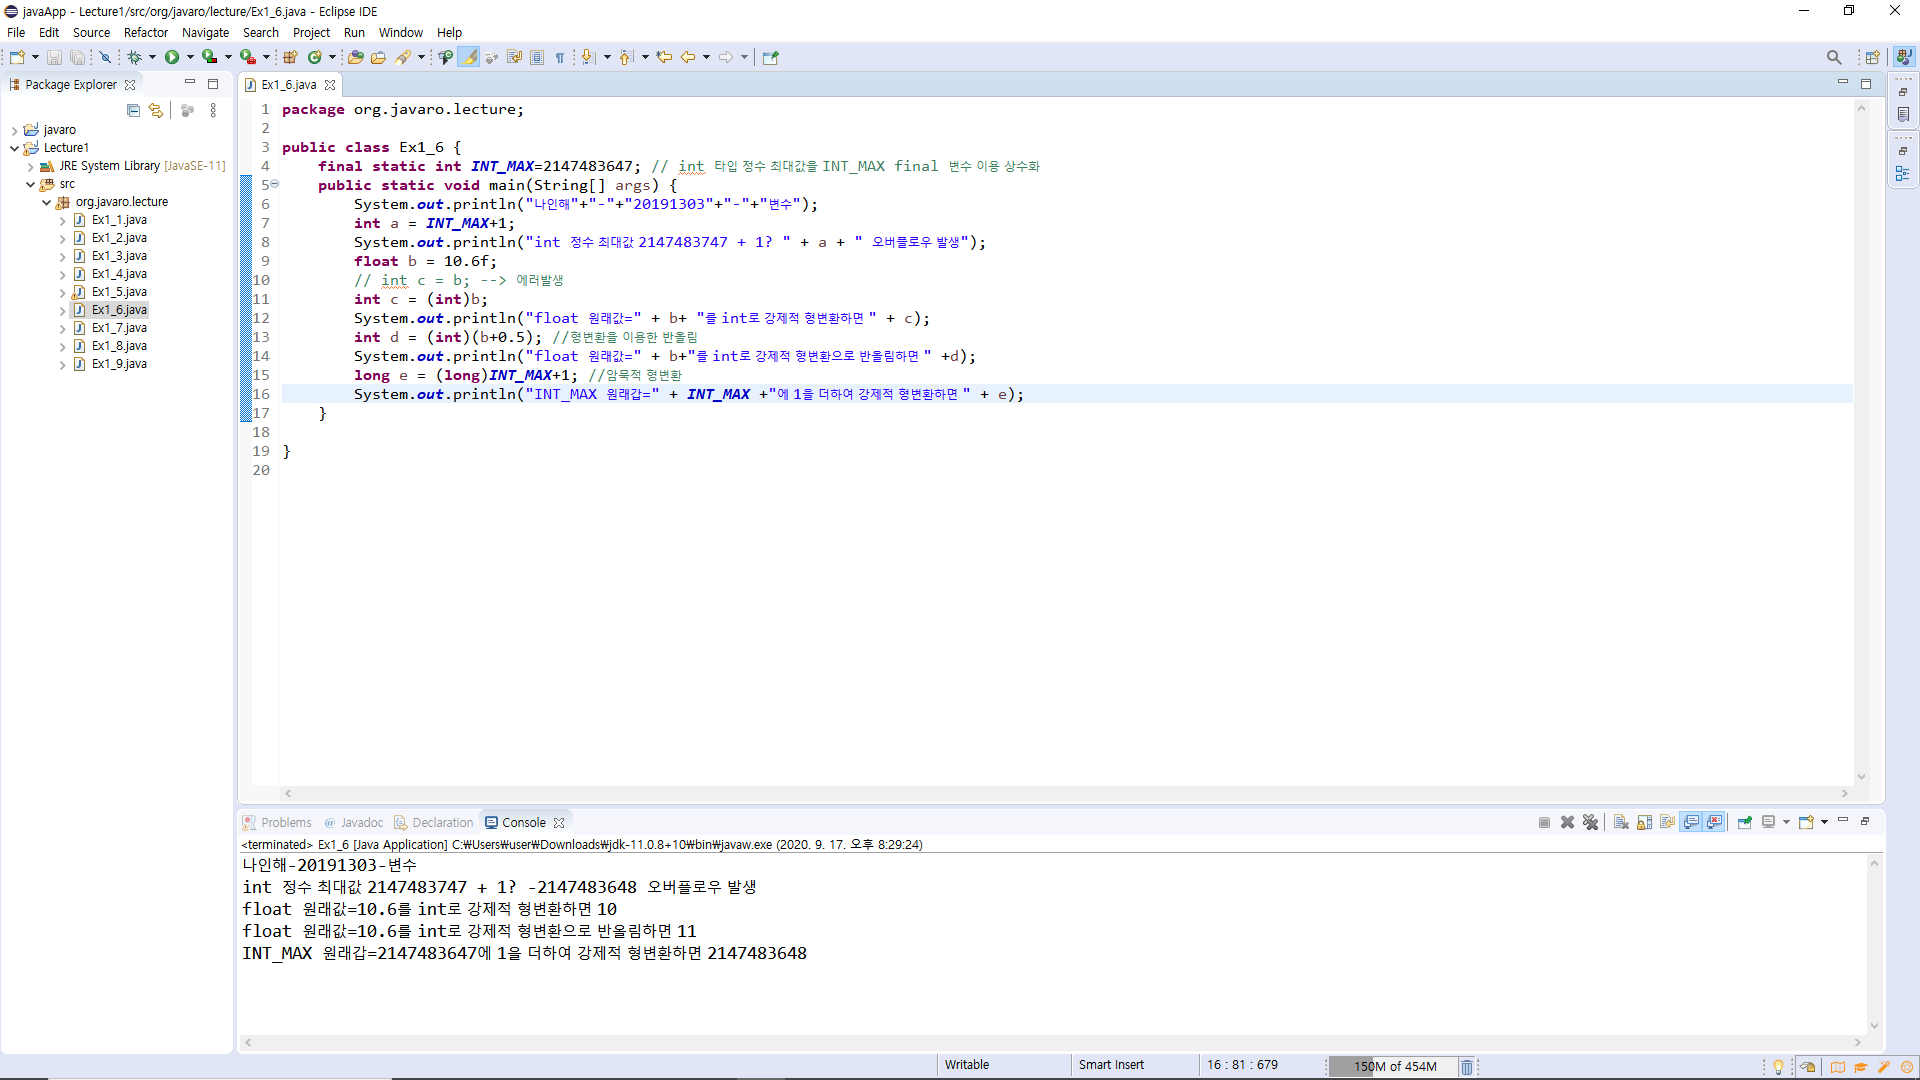 javaApp - Lecture1/src/org/javaro/lecture/Ex1_6.java - Eclipse IDE
File Edit Source Refactor Navigate Search Project Run Window Help
Package Explorer
javaro
Lecture1
JRE System Library [JavaSE-11]
src
org.javaro.lecture
Ex1_1.java
Ex1_2.java
Ex1_3.java
Ex1_4.java
Ex1_5.java
Ex1_6.java
Ex1_7.java
Ex1_8.java
Ex1_9.java
Ex1_6.java
1 package org.javaro.lecture;
2
3 public class Ex1_6 {
4 final static int INT_MAX=2147483647; // int 타입 정수 최대값을 INT_MAX final 변수 이용 상수화
5 public static void main(String[] args) {
6 System.out.println("나인해"+"-"+"20191303"+"-"+"변수");
7 int a = INT_MAX+1;
8 System.out.println("int 정수 최대값 2147483747 + 1? " + a + " 오버플로우 발생");
9 float b = 10.6f;
10 // int c = b; --> 에러발생
11 int c = (int)b;
12 System.out.println("float 원래값=" + b+ "를 int로 강제적 형변환하면 " + c);
13 int d = (int)(b+0.5); //형변환을 이용한 반올림
14 System.out.println("float 원래값=" + b+"를 int로 강제적 형변환으로 반올림하면 " +d);
15 long e = (long)INT_MAX+1; //암묵적 형변환
16 System.out.println("INT_MAX 원래갑=" + INT_MAX +"에 1을 더하여 강제적 형변환하면 " + e);
17 }
18
19 }
20
Problems @ Javadoc Declaration Console
<terminated> Ex1_6 [Java Application] C:₩Users₩user₩Downloads₩jdk-11.0.8+10₩bin₩javaw.exe (2020. 9. 17. 오후 8:29:24)
나인해-20191303-변수
int 정수 최대값 2147483747 + 1? -2147483648 오버플로우 발생
float 원래값=10.6를 int로 강제적 형변환하면 10
float 원래값=10.6를 int로 강제적 형변환으로 반올림하면 11
INT_MAX 원래갑=2147483647에 1을 더하여 강제적 형변환하면 2147483648
Writable Smart Insert 16 : 81 : 679 150M of 454M